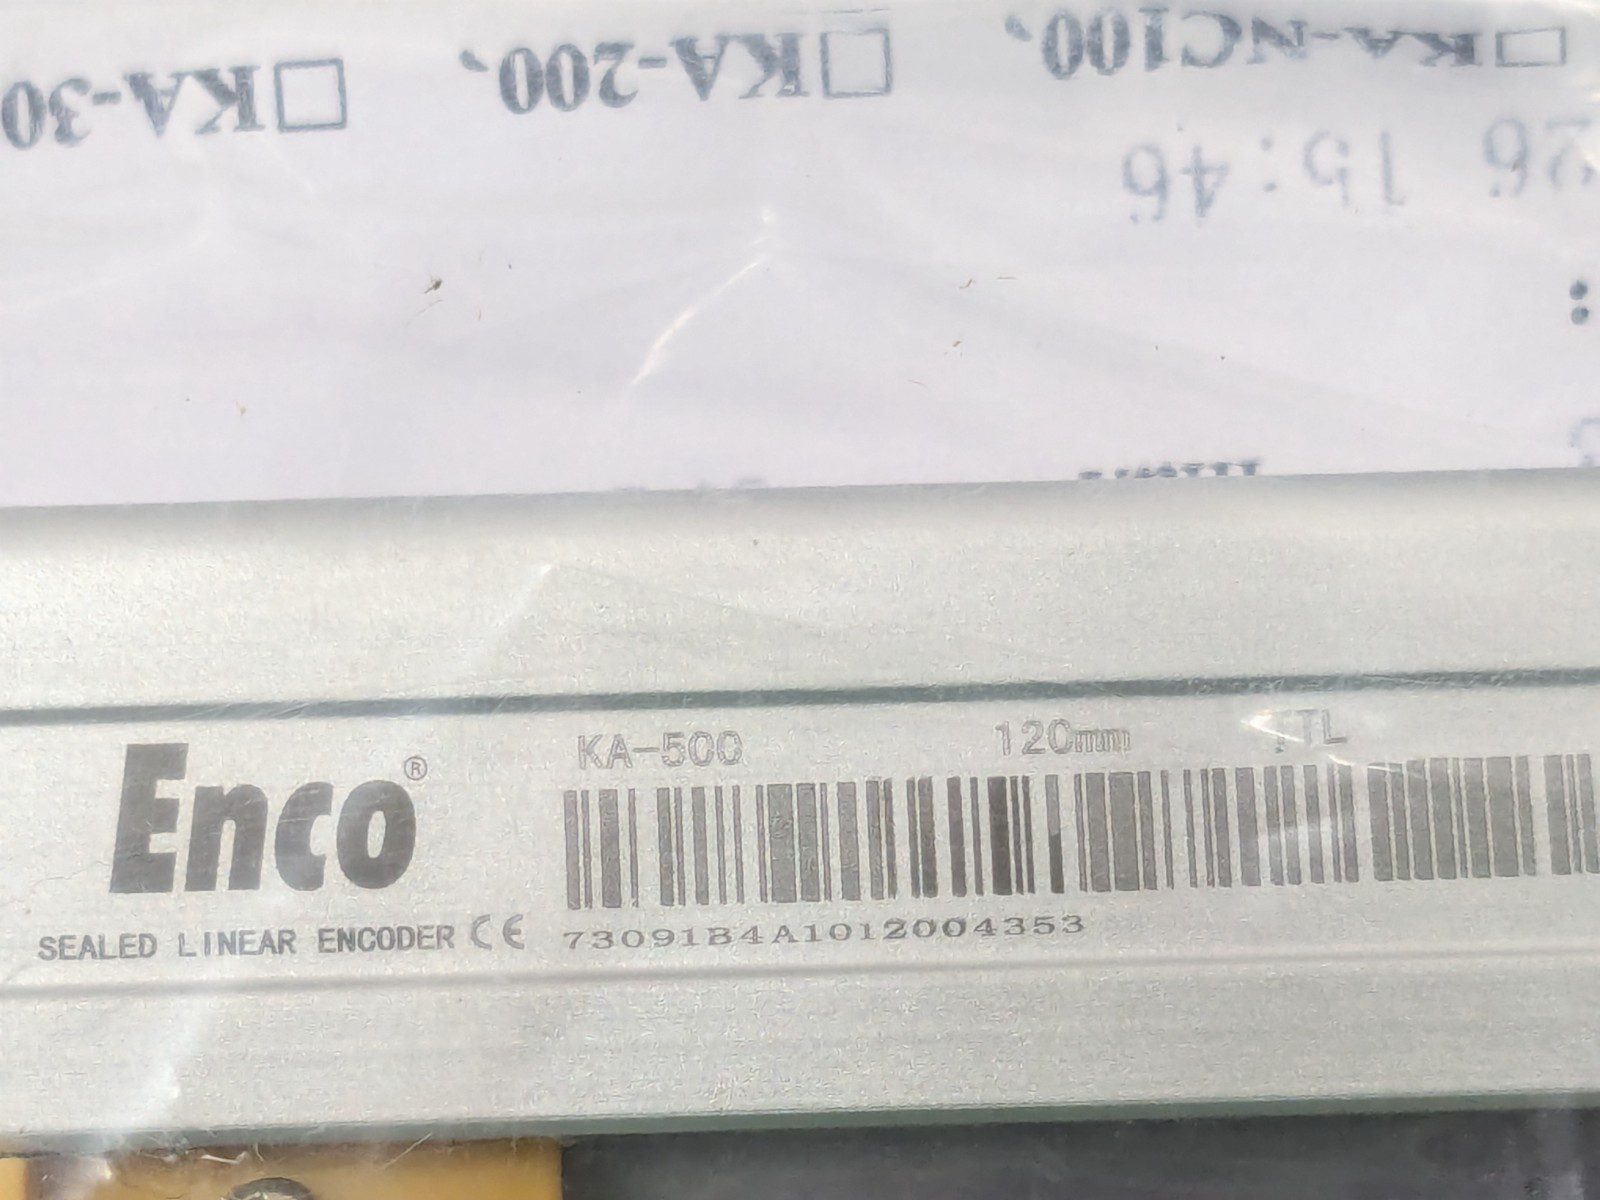 □KA-NC100、 □KA-200、 □KA-30
26 15:46
:
Enco®
KA-500 120mm TTL
SEALED LINEAR ENCODER CE 73091B4A1012004353